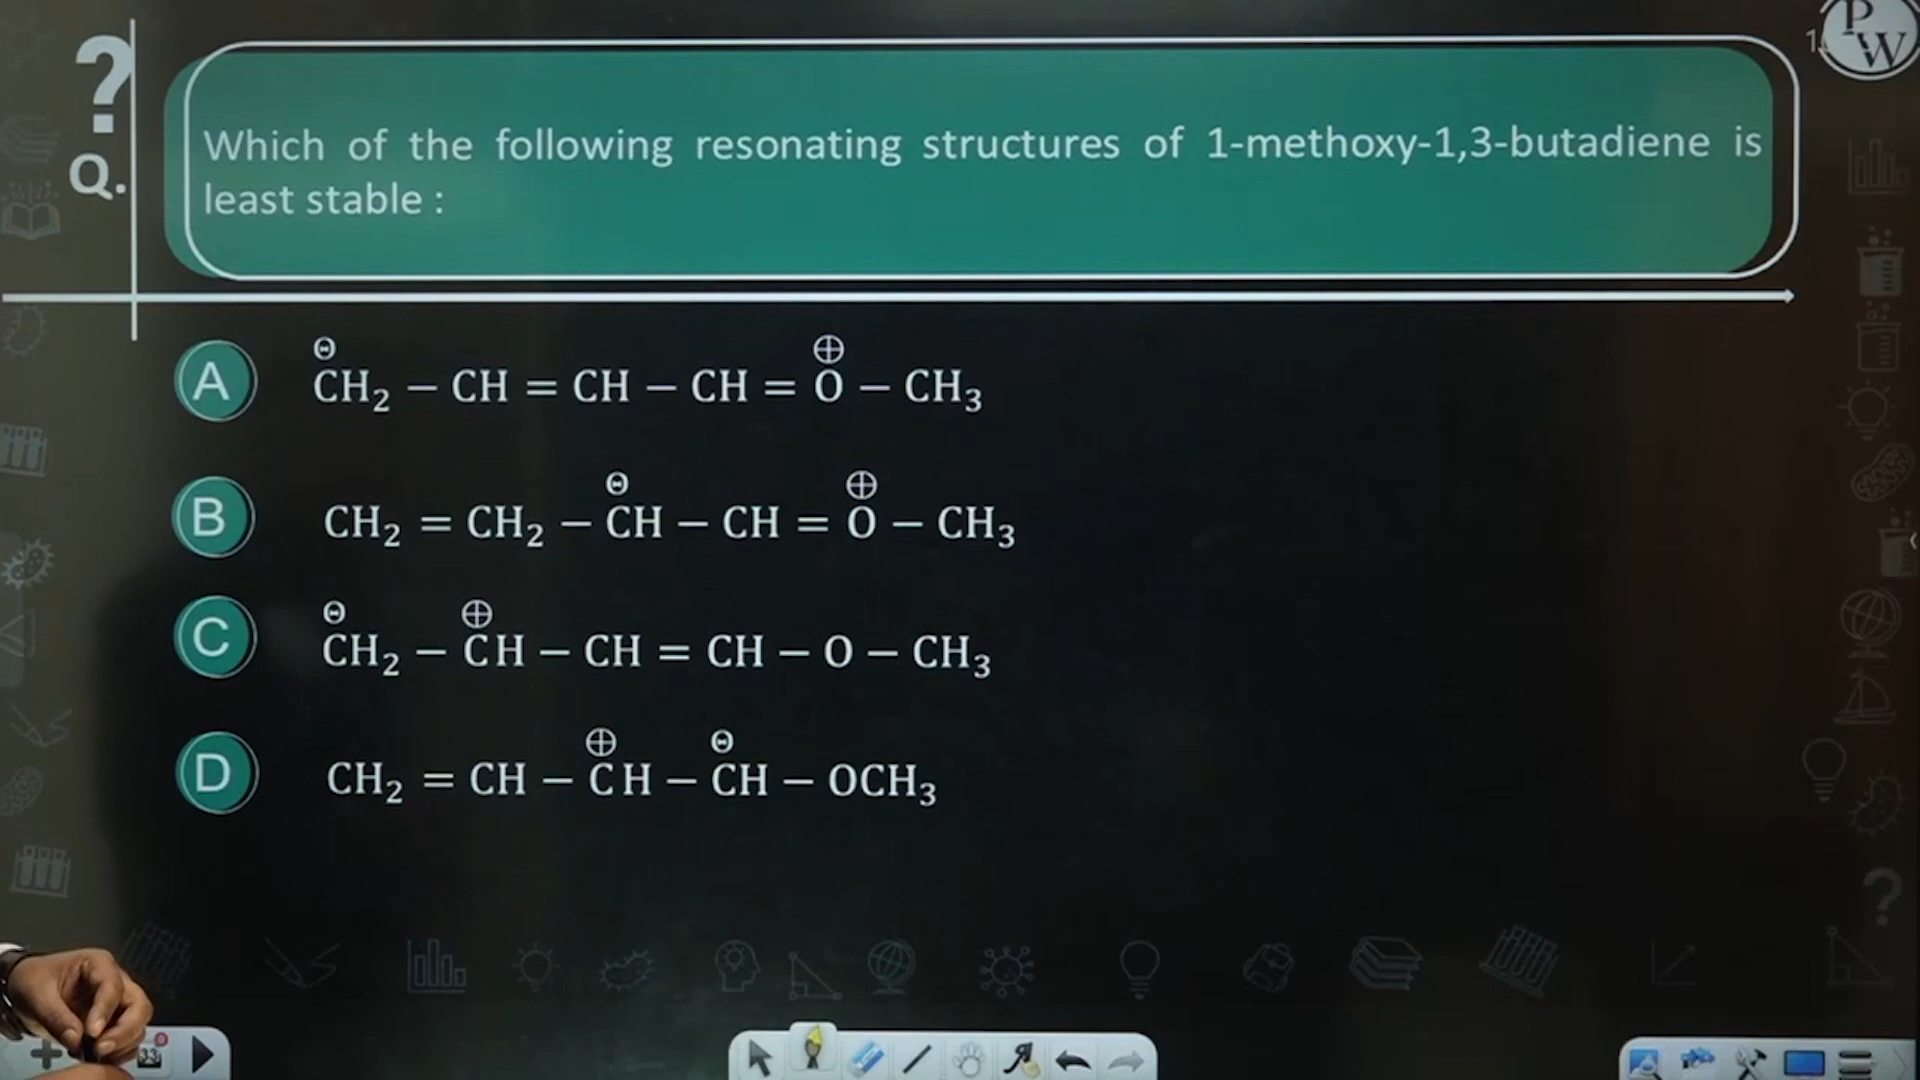 ?
Q.
PW
Which of the following resonating structures of 1-methoxy-1,3-butadiene is
least stable :
A
⊖CH₂ – CH = CH – CH = ⊕O – CH₃
B
CH₂ = CH₂ – ⊖CH – CH = ⊕O – CH₃
C
⊖CH₂ – ⊕CH – CH = CH – O – CH₃
D
CH₂ = CH – ⊕CH – ⊖CH – OCH₃
?
33